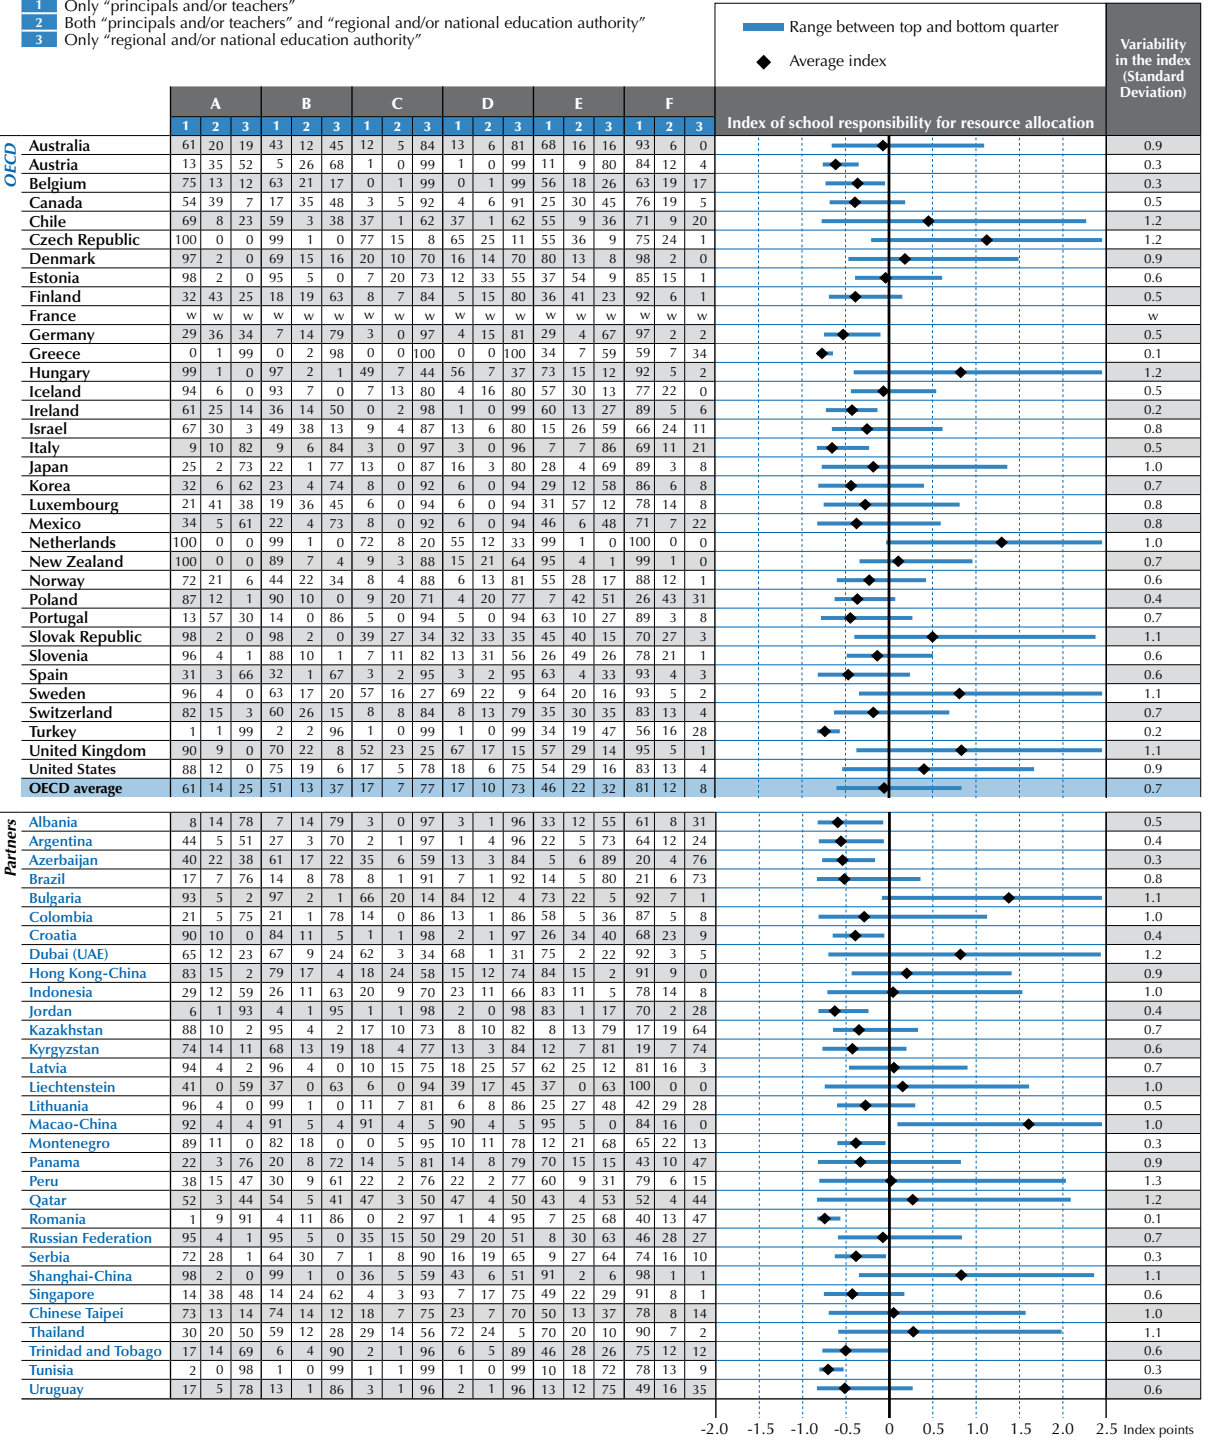 1 Only “principals and/or teachers”
2 Both “principals and/or teachers” and “regional and/or national education authority”
3 Only “regional and/or national education authority”
Range between top and bottom quarter
Average index
Variability in the index (Standard Deviation)
A B C D E F
1 2 3 1 2 3 1 2 3 1 2 3 1 2 3 1 2 3 Index of school responsibility for resource allocation
OECD
Australia 61 20 19 43 12 45 12 5 84 13 6 81 68 16 16 93 6 0 0.9
Austria 13 35 52 5 26 68 1 0 99 1 0 99 11 9 80 84 12 4 0.3
Belgium 75 13 12 63 21 17 0 1 99 0 1 99 56 18 26 63 19 17 0.3
Canada 54 39 7 17 35 48 3 5 92 4 6 91 25 30 45 76 19 5 0.5
Chile 69 8 23 59 3 38 37 1 62 37 1 62 55 9 36 71 9 20 1.2
Czech Republic 100 0 0 99 1 0 77 15 8 65 25 11 55 36 9 75 24 1 1.2
Denmark 97 2 0 69 15 16 20 10 70 16 14 70 80 13 8 98 2 0 0.9
Estonia 98 2 0 95 5 0 7 20 73 12 33 55 37 54 9 85 15 1 0.6
Finland 32 43 25 18 19 63 8 7 84 5 15 80 36 41 23 92 6 1 0.5
France w w w w w w w w w w w w w w w w w w w
Germany 29 36 34 7 14 79 3 0 97 4 15 81 29 4 67 97 2 2 0.5
Greece 0 1 99 0 2 98 0 0 100 0 0 100 34 7 59 59 7 34 0.1
Hungary 99 1 0 97 2 1 49 7 44 56 7 37 73 15 12 92 5 2 1.2
Iceland 94 6 0 93 7 0 7 13 80 4 16 80 57 30 13 77 22 0 0.5
Ireland 61 25 14 36 14 50 0 2 98 1 0 99 60 13 27 89 5 6 0.2
Israel 67 30 3 49 38 13 9 4 87 13 6 80 15 26 59 66 24 11 0.8
Italy 9 10 82 9 6 84 3 0 97 3 0 96 7 7 86 69 11 21 0.5
Japan 25 2 73 22 1 77 13 0 87 16 3 80 28 4 69 89 3 8 1.0
Korea 32 6 62 23 4 74 8 0 92 6 0 94 29 12 58 86 6 8 0.7
Luxembourg 21 41 38 19 36 45 6 0 94 6 0 94 31 57 12 78 14 8 0.8
Mexico 34 5 61 22 4 73 8 0 92 6 0 94 46 6 48 71 7 22 0.8
Netherlands 100 0 0 99 1 0 72 8 20 55 12 33 99 1 0 100 0 0 1.0
New Zealand 100 0 0 89 7 4 9 3 88 15 21 64 95 4 1 99 1 0 0.7
Norway 72 21 6 44 22 34 8 4 88 6 13 81 55 28 17 88 12 1 0.6
Poland 87 12 1 90 10 0 9 20 71 4 20 77 7 42 51 26 43 31 0.4
Portugal 13 57 30 14 0 86 5 0 94 5 0 94 63 10 27 89 3 8 0.7
Slovak Republic 98 2 0 98 2 0 39 27 34 32 33 35 45 40 15 70 27 3 1.1
Slovenia 96 4 1 88 10 1 7 11 82 13 31 56 26 49 26 78 21 1 0.6
Spain 31 3 66 32 1 67 3 2 95 3 2 95 63 4 33 93 4 3 0.6
Sweden 96 4 0 63 17 20 57 16 27 69 22 9 64 20 16 93 5 2 1.1
Switzerland 82 15 3 60 26 15 8 8 84 8 13 79 35 30 35 83 13 4 0.7
Turkey 1 1 99 2 2 96 1 0 99 1 0 99 34 19 47 56 16 28 0.2
United Kingdom 90 9 0 70 22 8 52 23 25 67 17 15 57 29 14 95 5 1 1.1
United States 88 12 0 75 19 6 17 5 78 18 6 75 54 29 16 83 13 4 0.9
OECD average 61 14 25 51 13 37 17 7 77 17 10 73 46 22 32 81 12 8 0.7
Partners
Albania 8 14 78 7 14 79 3 0 97 3 1 96 33 12 55 61 8 31 0.5
Argentina 44 5 51 27 3 70 2 1 97 1 4 96 22 5 73 64 12 24 0.4
Azerbaijan 40 22 38 61 17 22 35 6 59 13 3 84 5 6 89 20 4 76 0.3
Brazil 17 7 76 14 8 78 8 1 91 7 1 92 14 5 80 21 6 73 0.8
Bulgaria 93 5 2 97 2 1 66 20 14 84 12 4 73 22 5 92 7 1 1.1
Colombia 21 5 75 21 1 78 14 0 86 13 1 86 58 5 36 87 5 8 1.0
Croatia 90 10 0 84 11 5 1 1 98 2 1 97 26 34 40 68 23 9 0.4
Dubai (UAE) 65 12 23 67 9 24 62 3 34 68 1 31 75 2 22 92 3 5 1.2
Hong Kong-China 83 15 2 79 17 4 18 24 58 15 12 74 84 15 2 91 9 0 0.9
Indonesia 29 12 59 26 11 63 20 9 70 23 11 66 83 11 5 78 14 8 1.0
Jordan 6 1 93 4 1 95 1 1 98 2 0 98 83 1 17 70 2 28 0.4
Kazakhstan 88 10 2 95 4 2 17 10 73 8 10 82 8 13 79 17 19 64 0.7
Kyrgyzstan 74 14 11 68 13 19 18 4 77 13 3 84 12 7 81 19 7 74 0.6
Latvia 94 4 2 96 4 0 10 15 75 18 25 57 62 25 12 81 16 3 0.7
Liechtenstein 41 0 59 37 0 63 6 0 94 39 17 45 37 0 63 100 0 0 1.0
Lithuania 96 4 0 99 1 0 11 7 81 6 8 86 25 27 48 42 29 28 0.5
Macao-China 92 4 4 91 5 4 91 4 5 90 4 5 95 5 0 84 16 0 1.0
Montenegro 89 11 0 82 18 0 0 5 95 10 11 78 12 21 68 65 22 13 0.3
Panama 22 3 76 20 8 72 14 5 81 14 8 79 70 15 15 43 10 47 0.9
Peru 38 15 47 30 9 61 22 2 76 22 2 77 60 9 31 79 6 15 1.3
Qatar 52 3 44 54 5 41 47 3 50 47 4 50 43 4 53 52 4 44 1.2
Romania 1 9 91 4 11 86 0 2 97 1 4 95 7 25 68 40 13 47 0.1
Russian Federation 95 4 1 95 5 0 35 15 50 29 20 51 8 30 63 46 28 27 0.7
Serbia 72 28 1 64 30 7 1 8 90 16 19 65 9 27 64 74 16 10 0.3
Shanghai-China 98 2 0 99 1 0 36 5 59 43 6 51 91 2 6 98 1 1 1.1
Singapore 14 38 48 14 24 62 4 3 93 7 17 75 49 22 29 91 8 1 0.6
Chinese Taipei 73 13 14 74 14 12 18 7 75 23 7 70 50 13 37 78 8 14 1.0
Thailand 30 20 50 59 12 28 29 14 56 72 24 5 70 20 10 90 7 2 1.1
Trinidad and Tobago 17 14 69 6 4 90 2 1 96 6 5 89 46 28 26 75 12 12 0.6
Tunisia 2 0 98 1 0 99 1 1 99 1 0 99 10 18 72 78 13 9 0.3
Uruguay 17 5 78 13 1 86 3 1 96 2 1 96 13 12 75 49 16 35 0.6
-2.0 -1.5 -1.0 -0.5 0 0.5 1.0 1.5 2.0 2.5 Index points